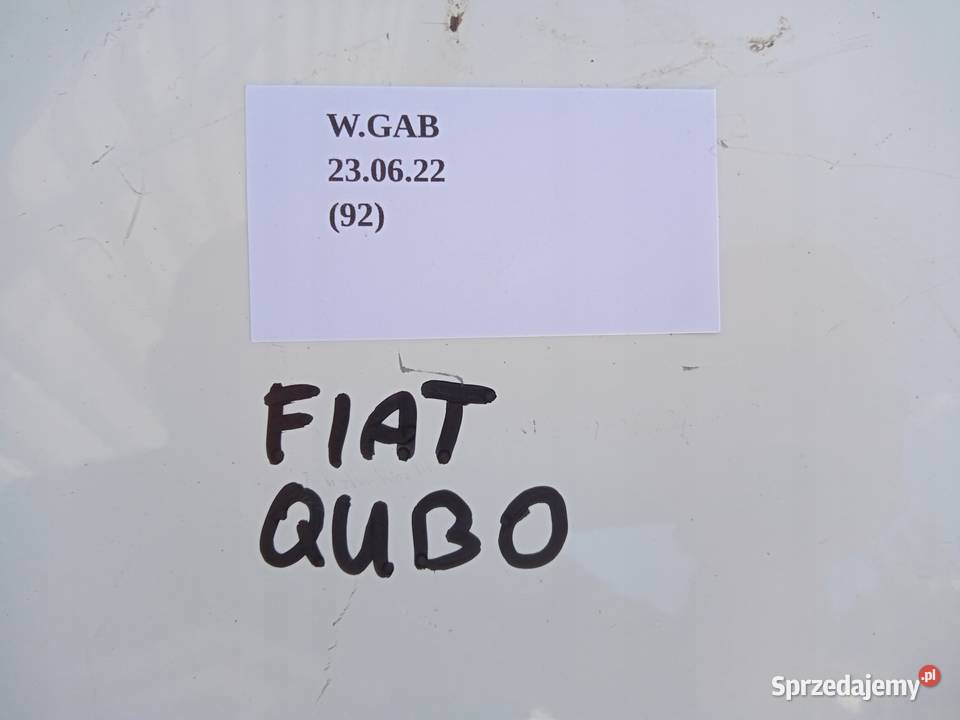 W.GAB
23.06.22
(92)
FIAT
QUBO
Sprzedajemy.pl